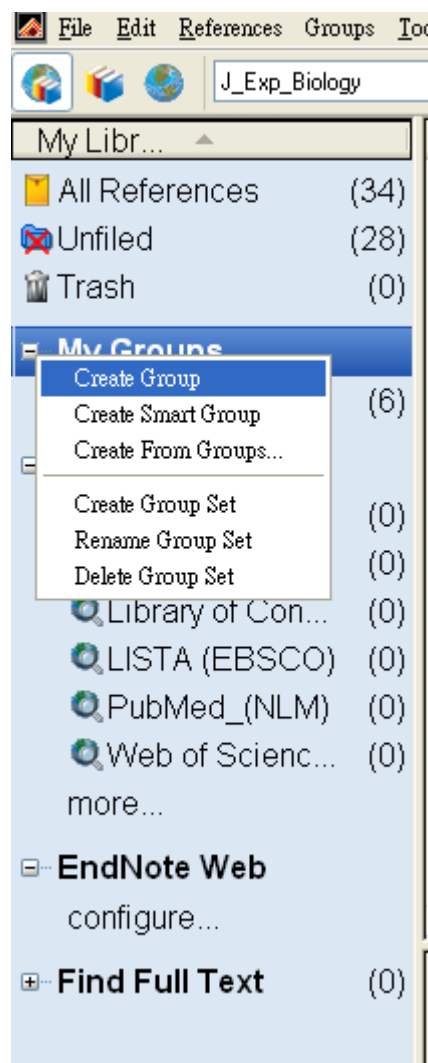 File Edit References Groups
J_Exp_Biology
My Libr...
All References (34)
Unfiled (28)
Trash (0)
My Groups
Create Group
Create Smart Group (6)
Create From Groups...
Create Group Set (0)
Rename Group Set
Delete Group Set (0)
Library of Con... (0)
LISTA (EBSCO) (0)
PubMed_(NLM) (0)
Web of Scienc... (0)
more...
EndNote Web
configure...
Find Full Text (0)